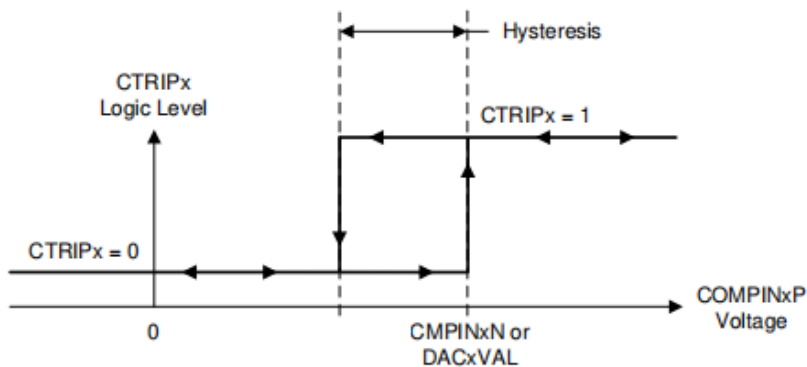 Hysteresis
CTRIPx
Logic Level
CTRIPx = 1
CTRIPx = 0
COMPINxP
Voltage
0
CMPINxN or
DACxVAL